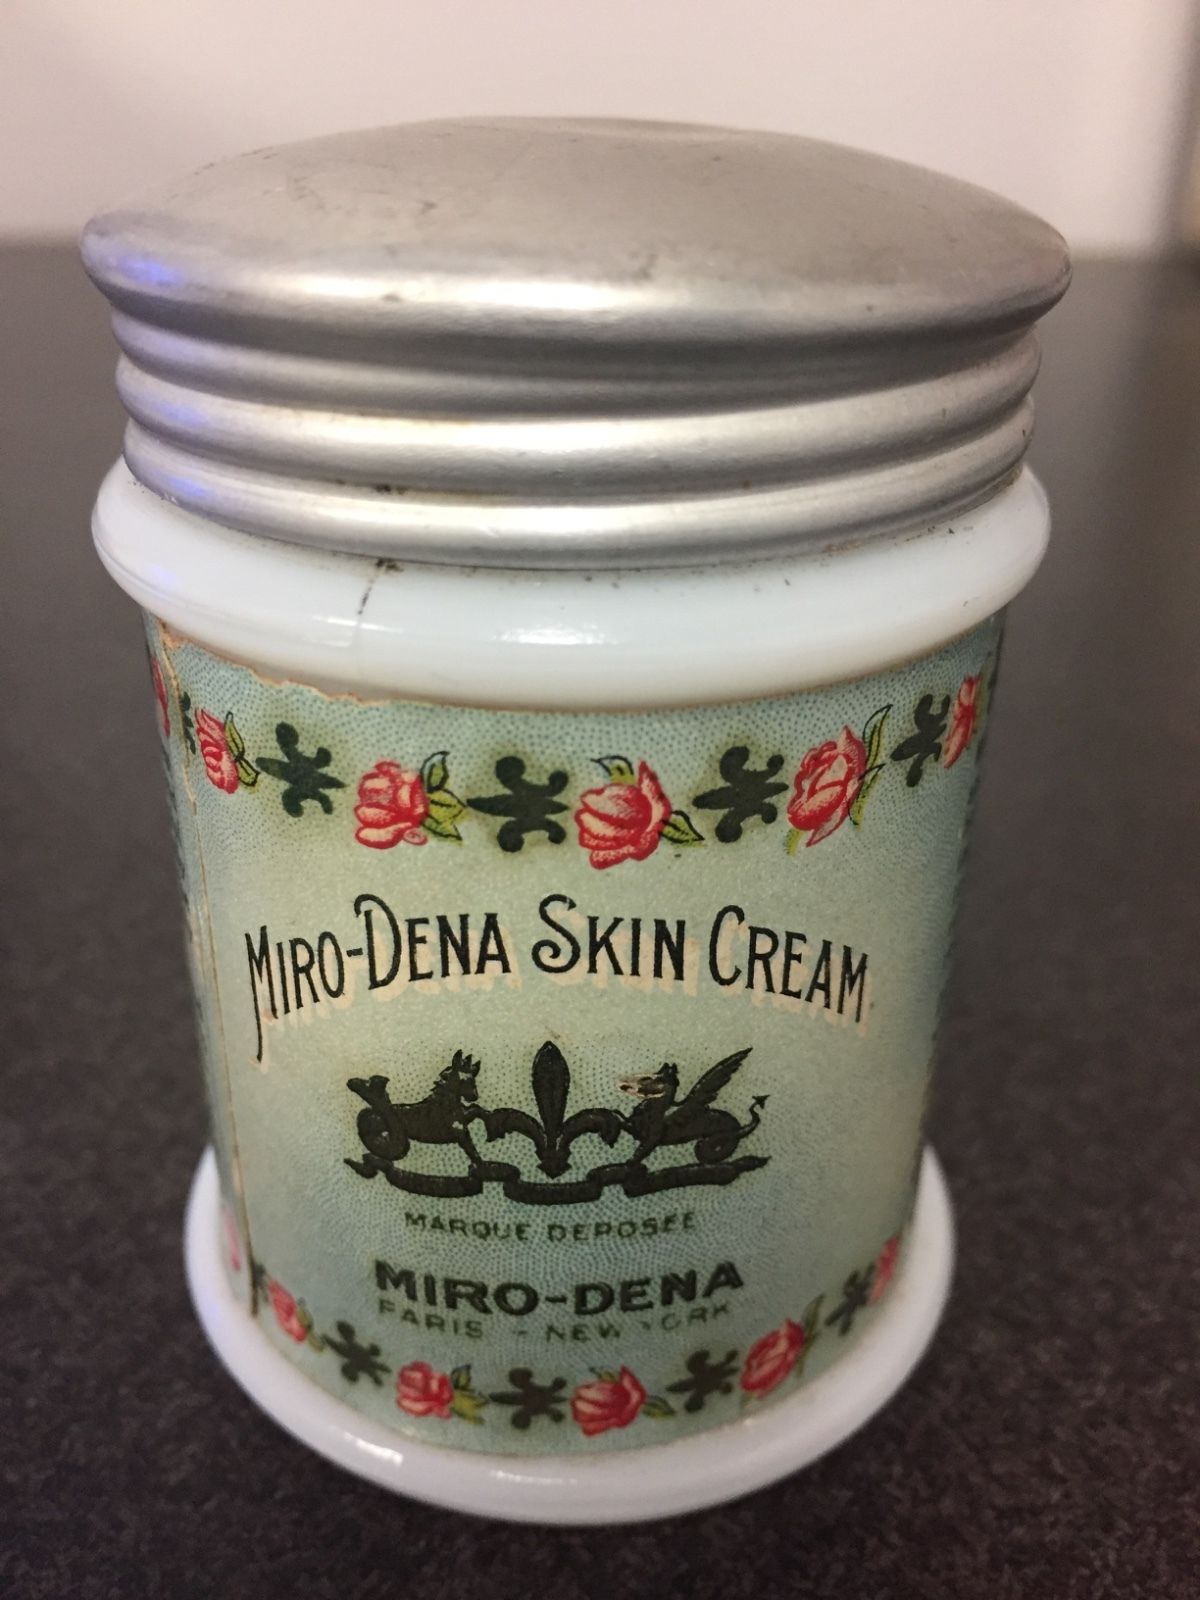 MIRO-DENA SKIN CREAM
MARQUE DEPOSEE
MIRO-DENA
PARIS - NEW YORK